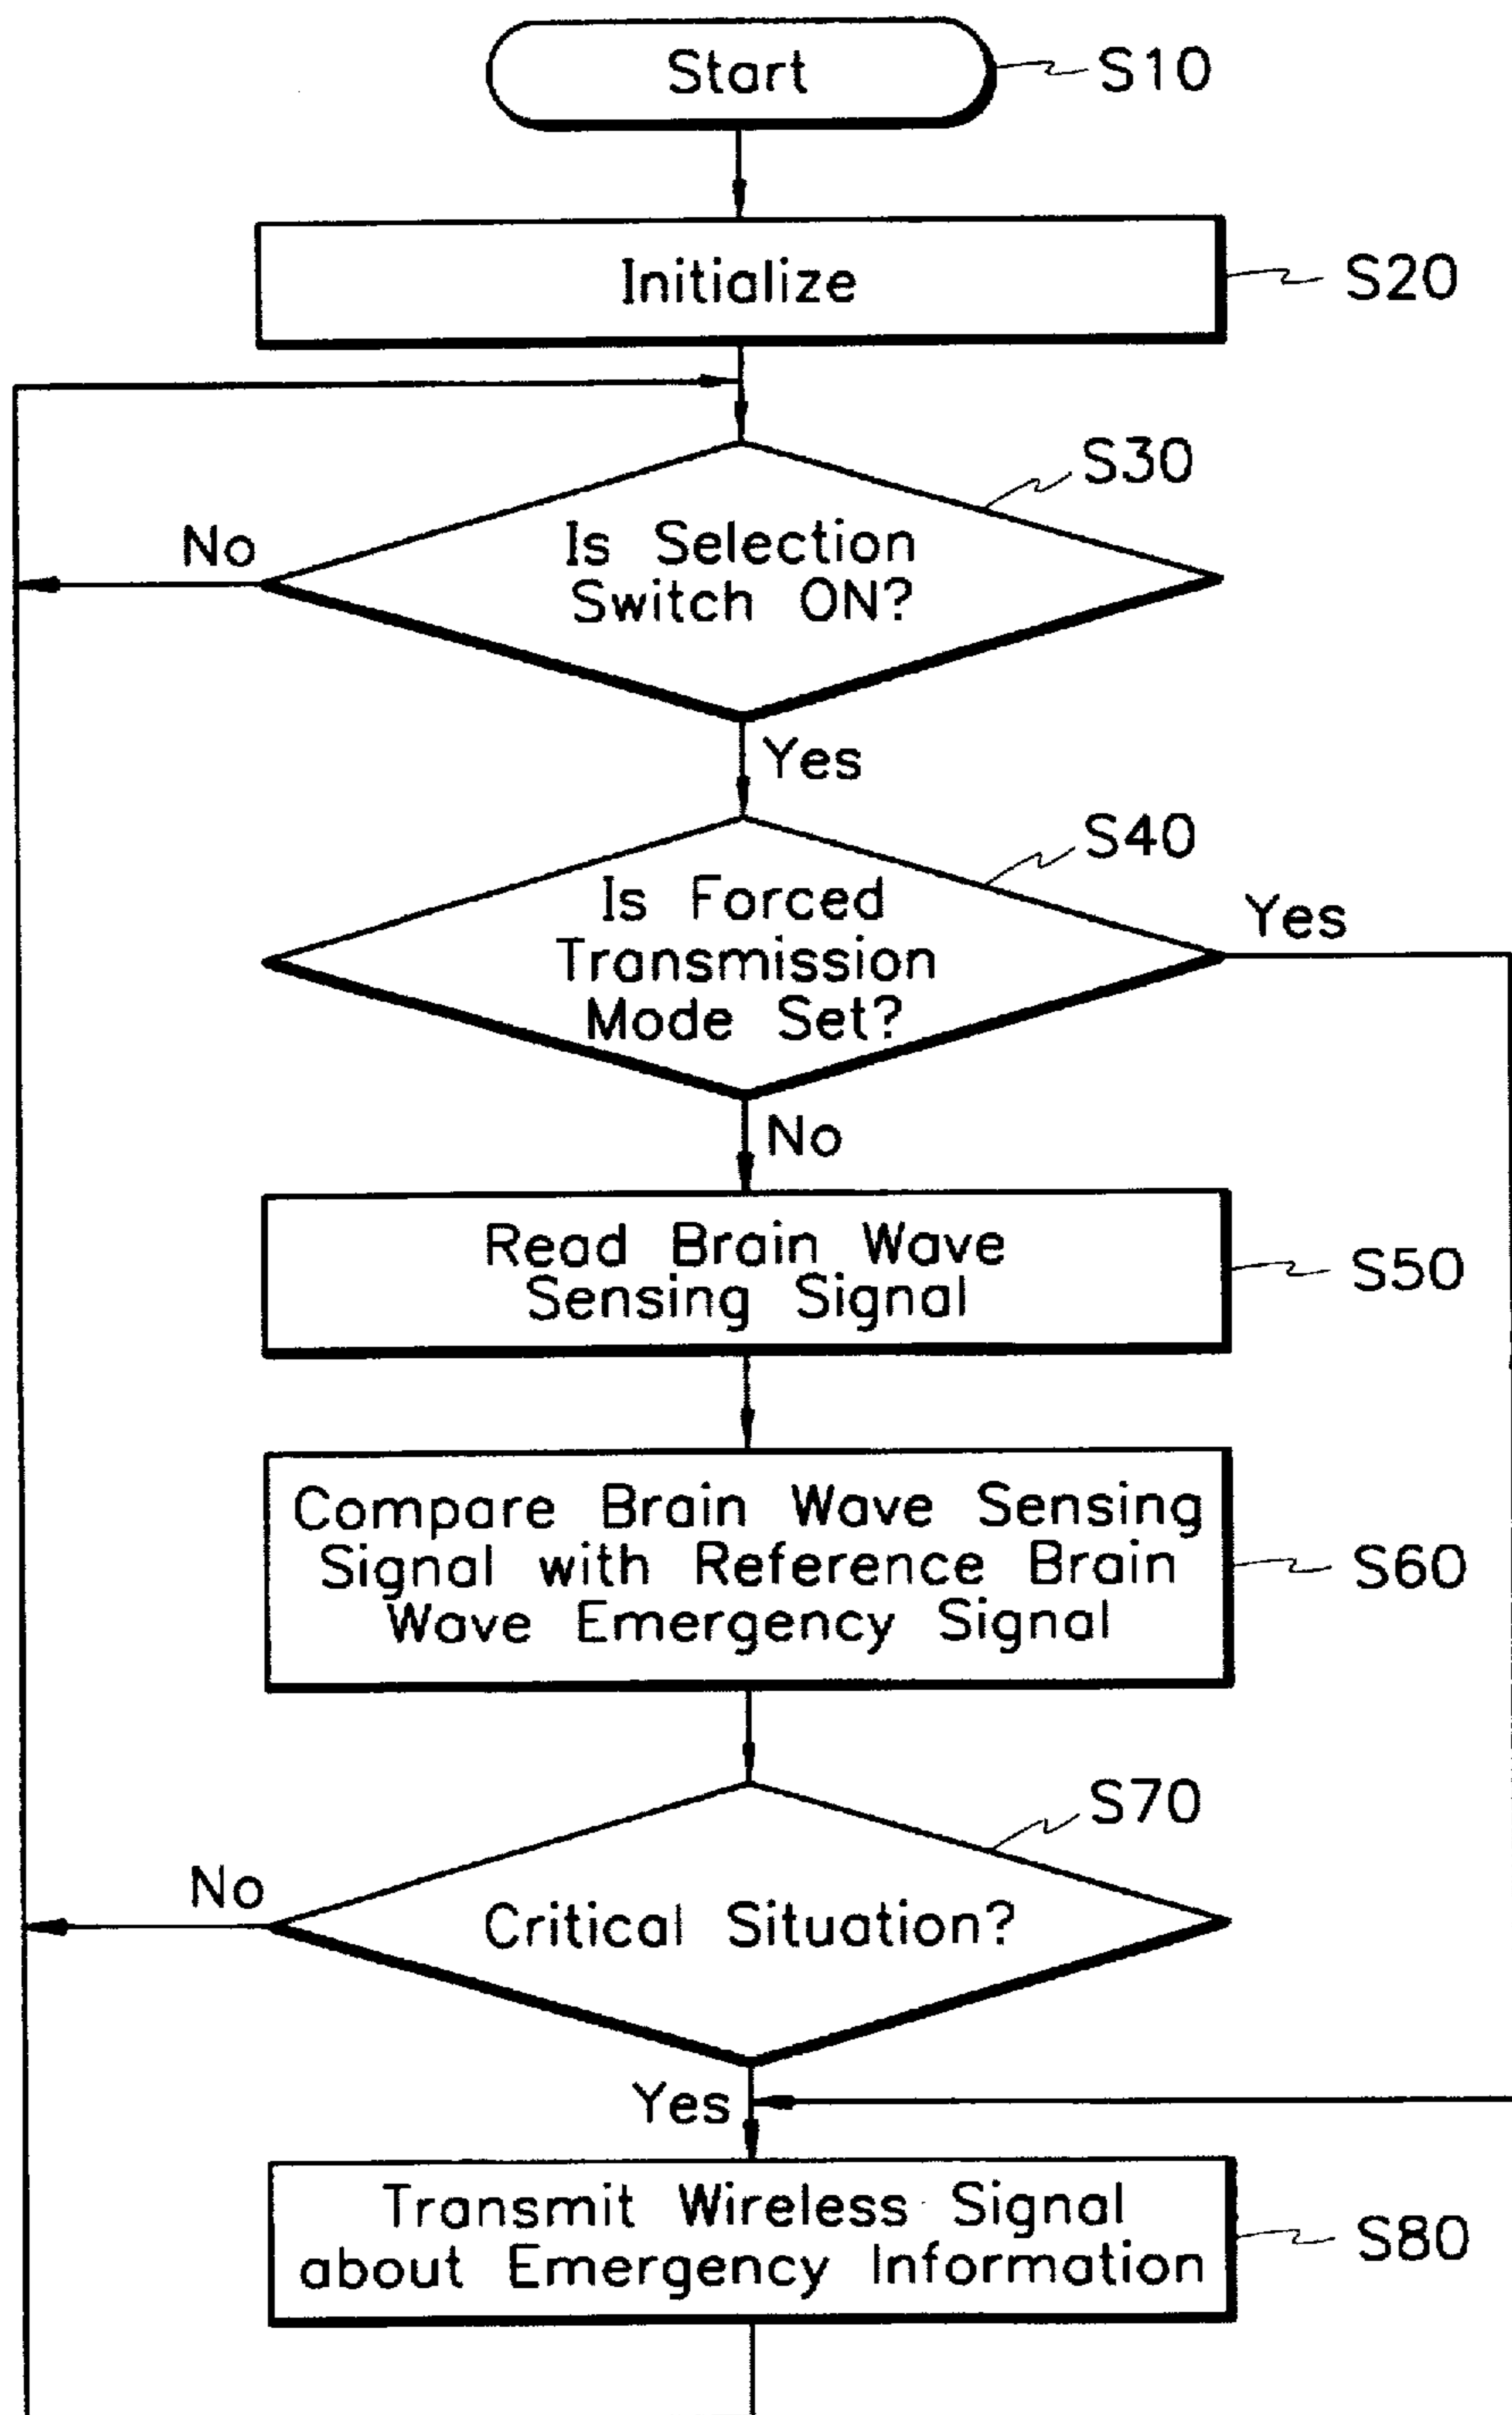 Start
S10
Initialize
S20
S30
No
Is Selection
Switch ON?
Yes
S40
Is Forced
Transmission
Mode Set?
Yes
No
Read Brain Wave
Sensing Signal
S50
Compare Brain Wave Sensing
Signal with Reference Brain
Wave Emergency Signal
S60
S70
No
Critical Situation?
Yes
Transmit Wireless Signal
about Emergency Information
S80